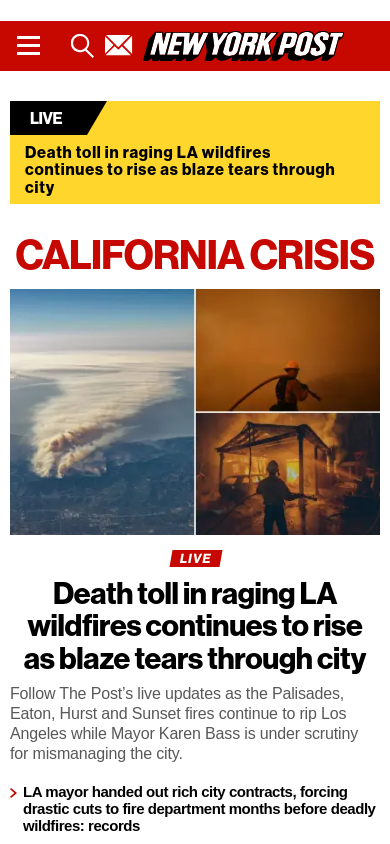 NEW YORK POST
LIVE
Death toll in raging LA wildfires
continues to rise as blaze tears through
city
CALIFORNIA CRISIS
LIVE
Death toll in raging LA
wildfires continues to rise
as blaze tears through city
Follow The Post’s live updates as the Palisades,
Eaton, Hurst and Sunset fires continue to rip Los
Angeles while Mayor Karen Bass is under scrutiny
for mismanaging the city.
LA mayor handed out rich city contracts, forcing
drastic cuts to fire department months before deadly
wildfires: records